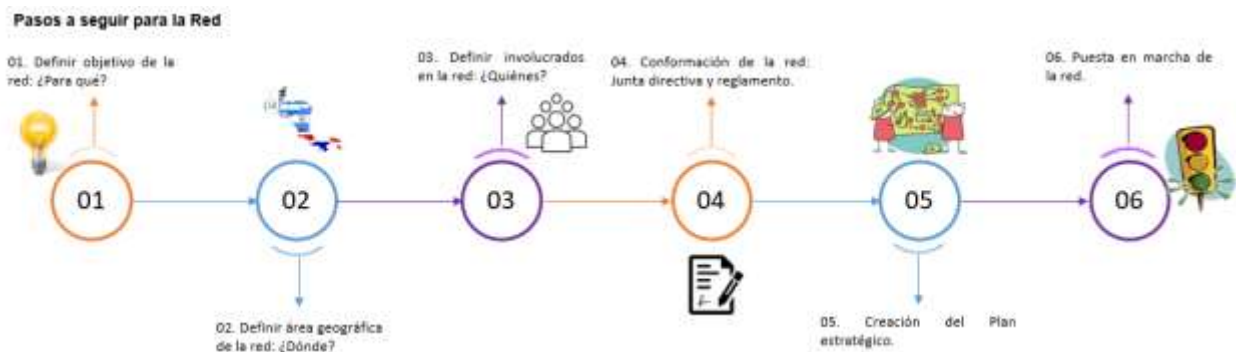 Pasos a seguir para la Red
01. Definir objetivo de la
red: ¿Para qué?
03. Definir involucrados
en la red: ¿Quiénes?
04. Conformación de la red:
Junta directiva y reglamento.
06. Puesta en marcha de
la red.
01
02
03
04
05
06
02. Definir área geográfica
de la red: ¿Dónde?
05. Creación del Plan
estratégico.